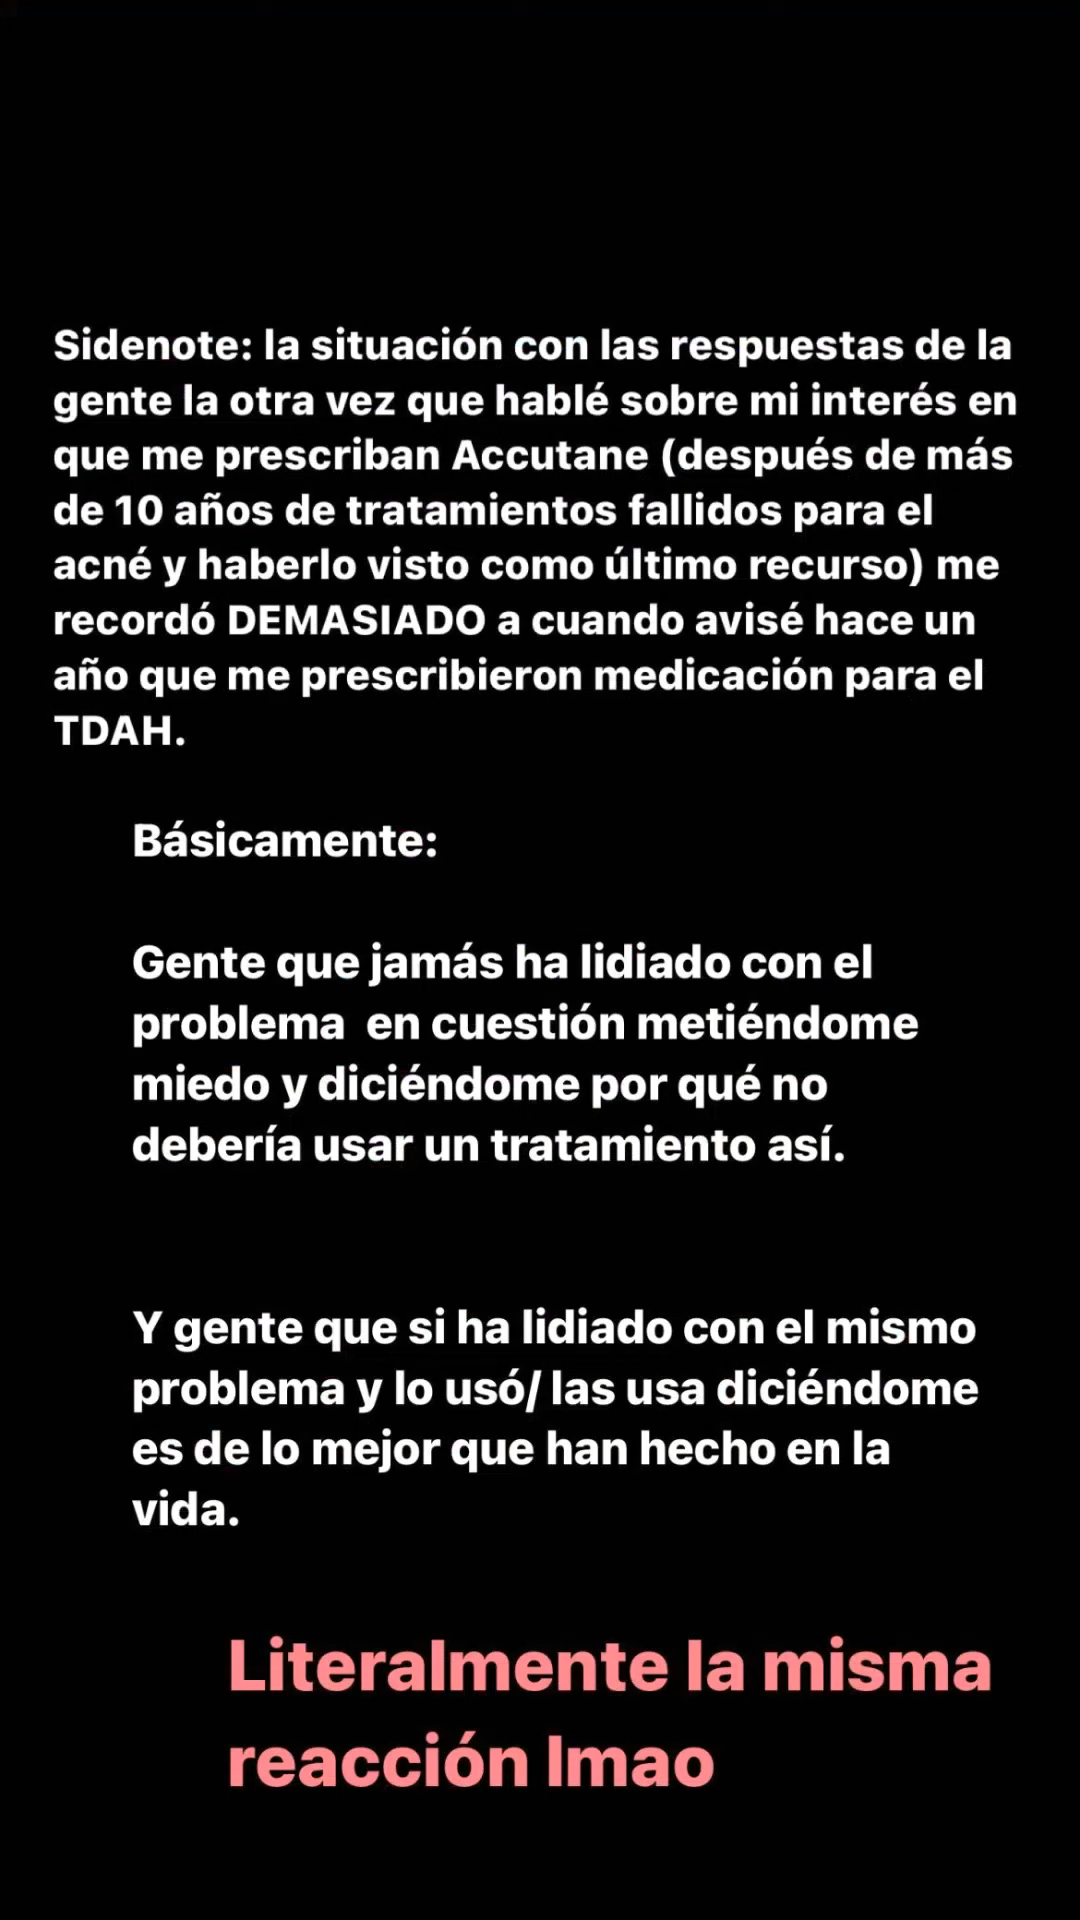 Sidenote: la situación con las respuestas de la
gente la otra vez que hablé sobre mi interés en
que me prescriban Accutane (después de más
de 10 años de tratamientos fallidos para el
acné y haberlo visto como último recurso) me
recordó DEMASIADO a cuando avisé hace un
año que me prescribieron medicación para el
TDAH.
Básicamente:
Gente que jamás ha lidiado con el
problema en cuestión metiéndome
miedo y diciéndome por qué no
debería usar un tratamiento así.
Y gente que si ha lidiado con el mismo
problema y lo usó/ las usa diciéndome
es de lo mejor que han hecho en la
vida.
Literalmente la misma
reacción lmao